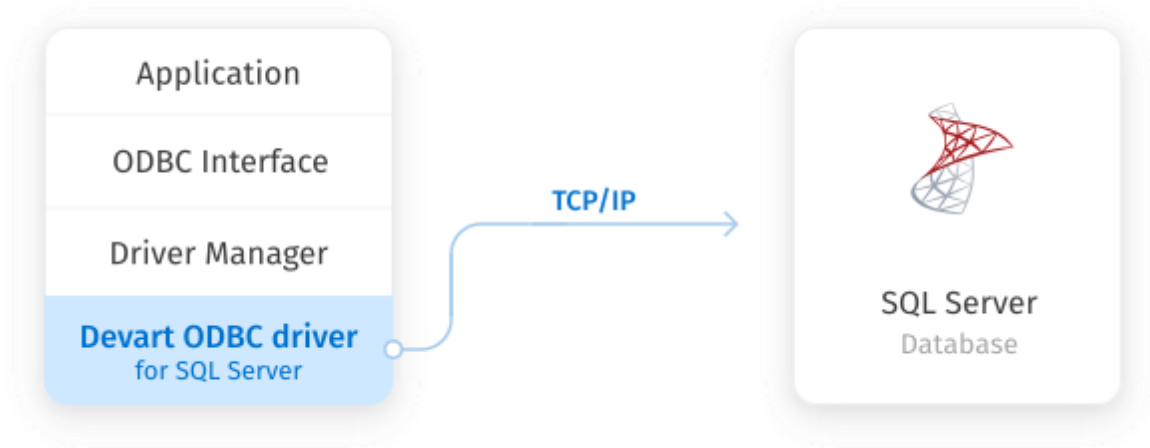 Application
ODBC Interface
Driver Manager
Devart ODBC driver
for SQL Server
TCP/IP
SQL Server
Database